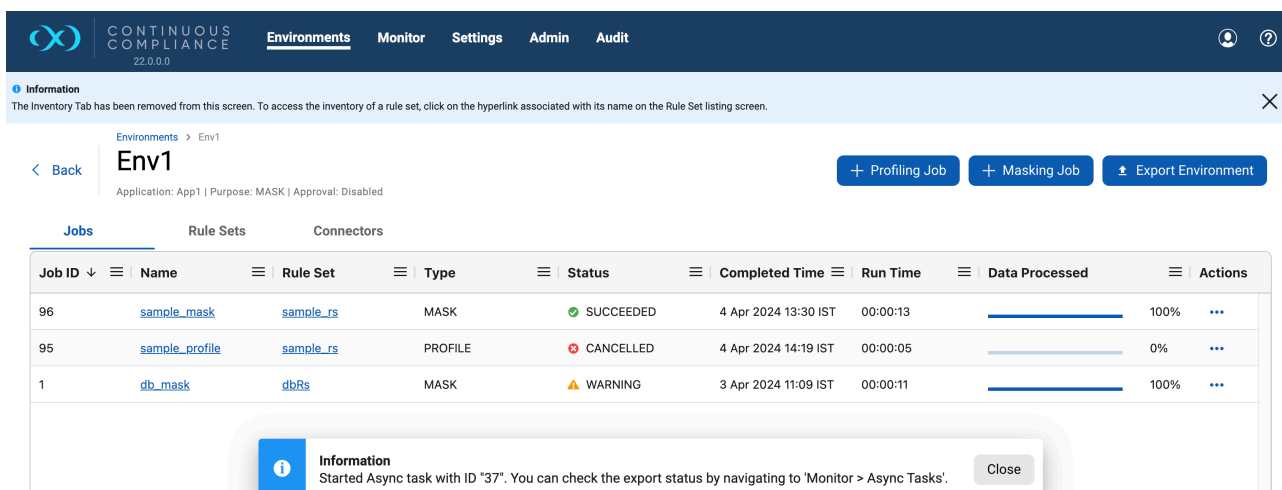 CONTINUOUS
COMPLIANCE
22.0.0.0
Environments Monitor Settings Admin Audit
Information
The Inventory Tab has been removed from this screen. To access the inventory of a rule set, click on the hyperlink associated with its name on the Rule Set listing screen.
Environments > Env1
Back
Env1
Application: App1 | Purpose: MASK | Approval: Disabled
+ Profiling Job + Masking Job Export Environment
Jobs Rule Sets Connectors
Job ID Name Rule Set Type Status Completed Time Run Time Data Processed Actions
96 sample_mask sample_rs MASK SUCCEEDED 4 Apr 2024 13:30 IST 00:00:13 100% ...
95 sample_profile sample_rs PROFILE CANCELLED 4 Apr 2024 14:19 IST 00:00:05 0% ...
1 db_mask dbRs MASK WARNING 3 Apr 2024 11:09 IST 00:00:11 100% ...
Information
Started Async task with ID "37". You can check the export status by navigating to 'Monitor > Async Tasks'.
Close